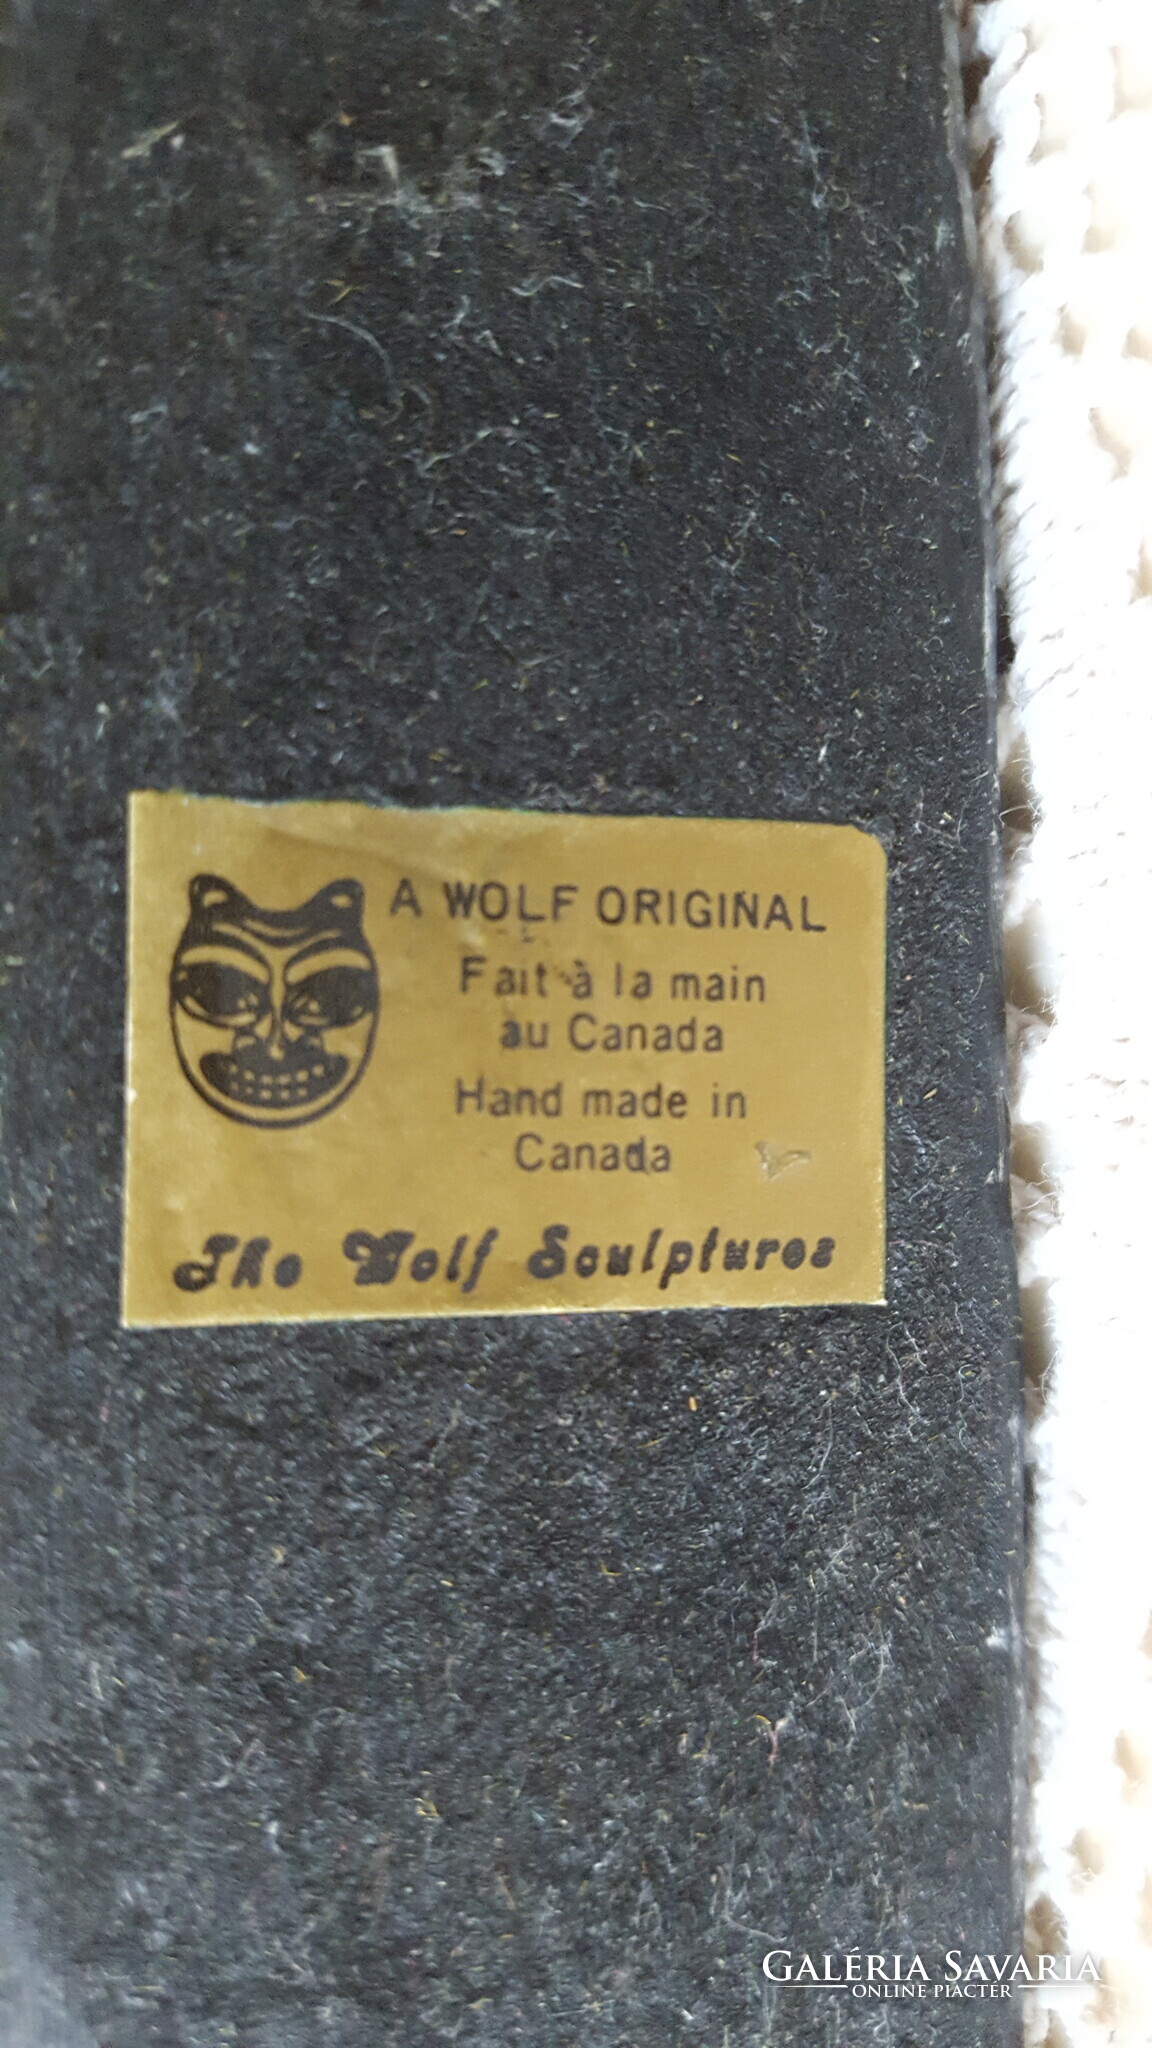 A WOLF ORIGINAL
Fait à la main
au Canada
Hand made in
Canada
The Wolf Sculptures
GALÉRIA SAVARIA
ONLINE PIACTÉR